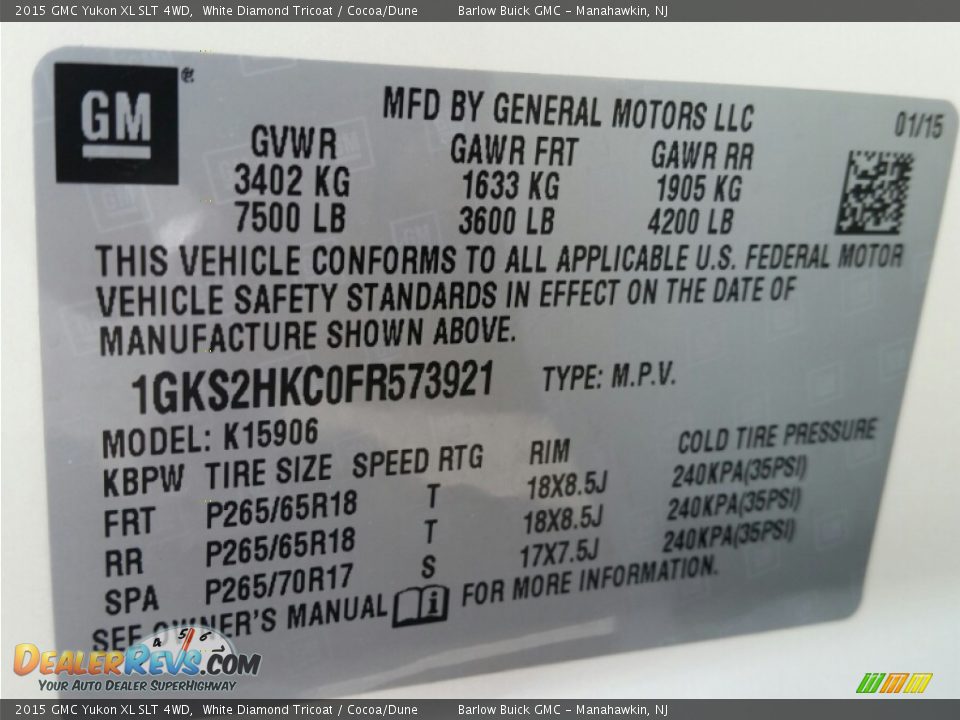 2015 GMC Yukon XL SLT 4WD, White Diamond Tricoat / Cocoa/Dune Barlow Buick GMC - Manahawkin, NJ
GM®
MFD BY GENERAL MOTORS LLC 01/15
GVWR GAWR FRT GAWR RR
3402 KG 1633 KG 1905 KG
7500 LB 3600 LB 4200 LB
THIS VEHICLE CONFORMS TO ALL APPLICABLE U.S. FEDERAL MOTOR
VEHICLE SAFETY STANDARDS IN EFFECT ON THE DATE OF
MANUFACTURE SHOWN ABOVE.
1GKS2HKC0FR573921 TYPE: M.P.V.
MODEL: K15906
KBPW TIRE SIZE SPEED RTG RIM COLD TIRE PRESSURE
FRT P265/65R18 T 18X8.5J 240KPA(35PSI)
RR P265/65R18 T 18X8.5J 240KPA(35PSI)
SPA P265/70R17 S 17X7.5J 240KPA(35PSI)
SEE OWNER'S MANUAL i FOR MORE INFORMATION.
4 5 6 7
DEALERREVS.COM
YOUR AUTO DEALER SUPERHIGHWAY
2015 GMC Yukon XL SLT 4WD, White Diamond Tricoat / Cocoa/Dune Barlow Buick GMC - Manahawkin, NJ